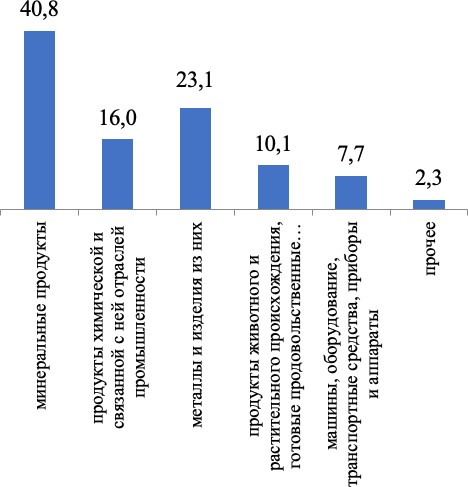 40,8
16,0
23,1
10,1
7,7
2,3
минеральные продукты
продукты химической и
связанной с ней отраслей
промышленности
металлы и изделия из них
продукты животного и
растительного происхождения,
готовые продовольственные…
машины, оборудование,
транспортные средства, приборы
и аппараты
прочее